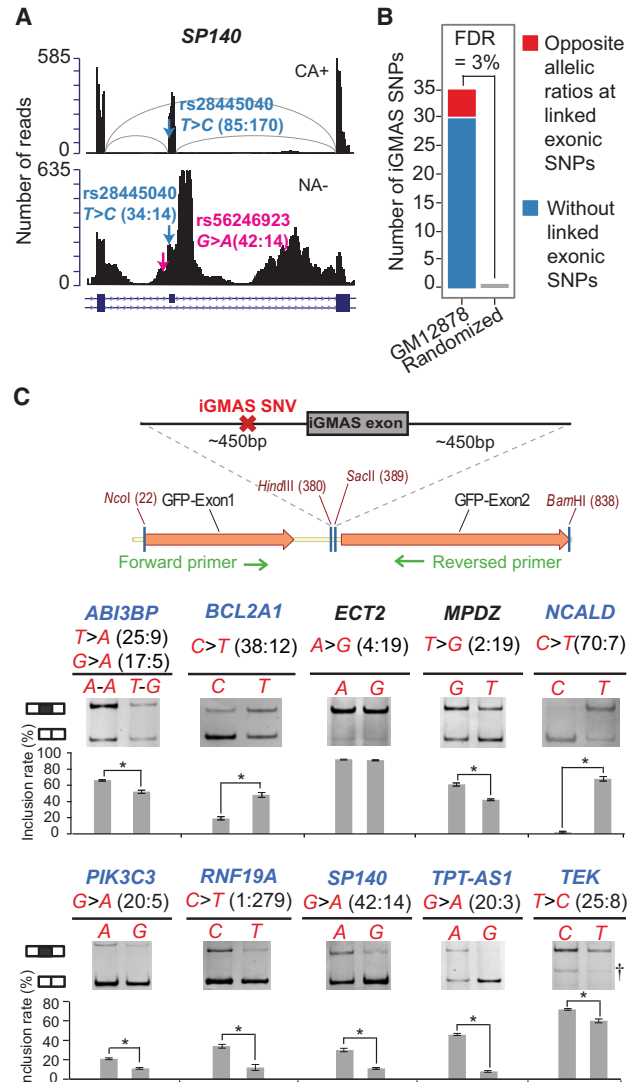 A
SP140
585
CA+
rs28445040
T>C (85:170)
0
Number of reads
635
NA-
rs28445040
T>C (34:14)
rs56246923
G>A(42:14)
0
B
FDR
= 3%
Number of iGMAS SNPs
35
30
25
20
15
10
5
0
GM12878
Randomized
Opposite
allelic
ratios at
linked
exonic
SNPs
Without
linked
exonic
SNPs
C
iGMAS SNV
iGMAS exon
~450bp
~450bp
NcoI (22)
GFP-Exon1
HindIII (380)
SacII (389)
GFP-Exon2
BamHI (838)
Forward primer
Reversed primer
ABI3BP
T>A (25:9)
G>A (17:5)
A-A T-G
BCL2A1
C>T (38:12)
C T
ECT2
A>G (4:19)
A G
MPDZ
T>G (2:19)
G T
NCALD
C>T(70:7)
C T
Inclusion rate (%)
100
80
60
40
20
0
* * * *
PIK3C3
G>A (20:5)
A G
RNF19A
C>T (1:279)
C T
SP140
G>A (42:14)
A G
TPT-AS1
G>A (20:3)
A G
TEK
T>C (25:8)
C T
†
Inclusion rate (%)
80
60
40
20
0
* * * * *